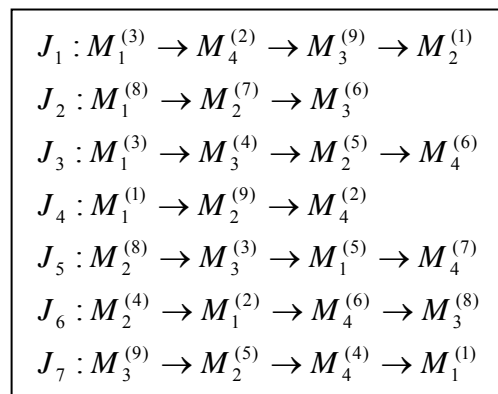 J_1 : M_1^{(3)} → M_4^{(2)} → M_3^{(9)} → M_2^{(1)}
J_2 : M_1^{(8)} → M_2^{(7)} → M_3^{(6)}
J_3 : M_1^{(3)} → M_3^{(4)} → M_2^{(5)} → M_4^{(6)}
J_4 : M_1^{(1)} → M_2^{(9)} → M_4^{(2)}
J_5 : M_2^{(8)} → M_3^{(3)} → M_1^{(5)} → M_4^{(7)}
J_6 : M_2^{(4)} → M_1^{(2)} → M_4^{(6)} → M_3^{(8)}
J_7 : M_3^{(9)} → M_2^{(5)} → M_4^{(4)} → M_1^{(1)}